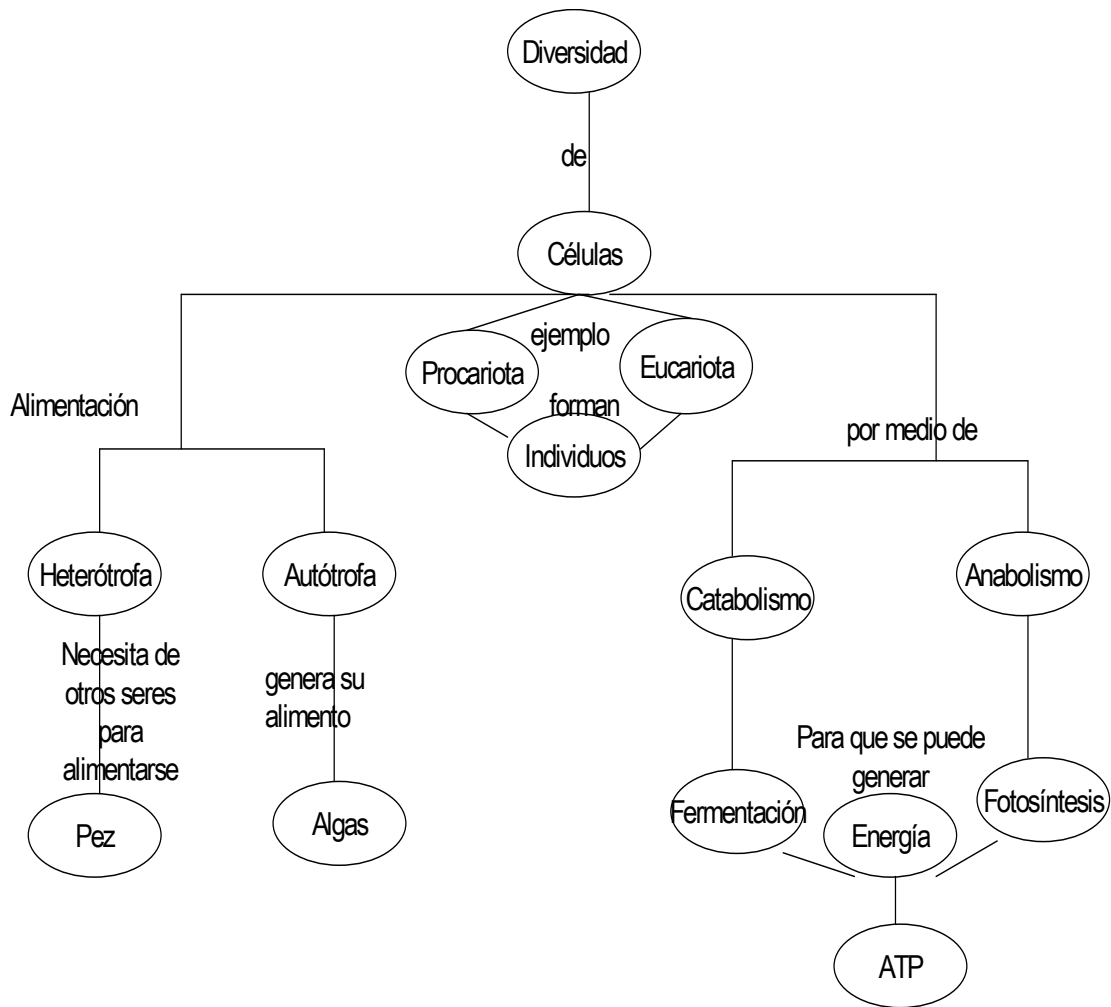 Diversidad
de
Células
ejemplo
Procariota
Eucariota
forman
Individuos
Alimentación
por medio de
Heterótrofa
Autótrofa
Catabolismo
Anabolismo
Necesita de
otros seres
para
alimentarse
genera su
alimento
Para que se puede
generar
Pez
Algas
Fermentación
Energía
Fotosíntesis
ATP